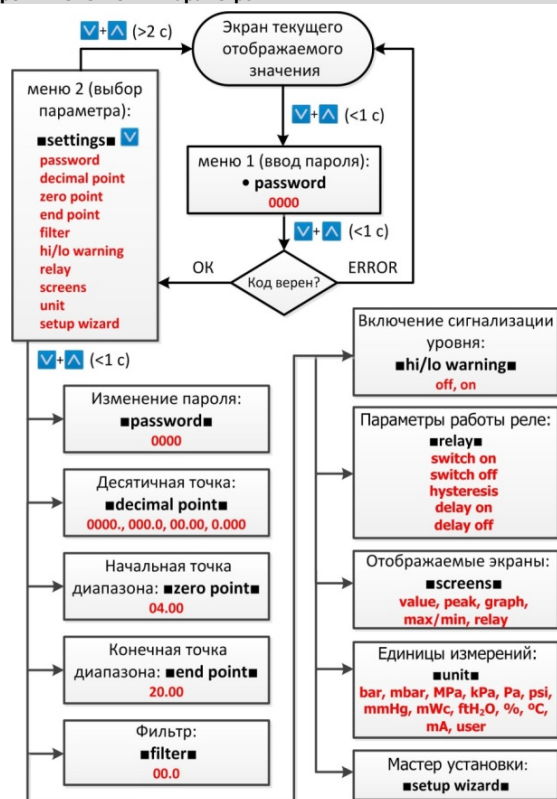 + (>2 с)
Экран текущего
отображаемого
значения
+ (<1 с)
меню 2 (выбор
параметра):
■settings■
password
decimal point
zero point
end point
filter
hi/lo warning
relay
screens
unit
setup wizard
меню 1 (ввод пароля):
• password
0000
+ (<1 с)
ОК
Код верен?
ERROR
+ (<1 с)
Изменение пароля:
■password■
0000
Десятичная точка:
■decimal point■
0000., 000.0, 00.00, 0.000
Начальная точка
диапазона: ■zero point■
04.00
Конечная точка
диапазона: ■end point■
20.00
Фильтр:
■filter■
00.0
Включение сигнализации
уровня:
■hi/lo warning■
off, on
Параметры работы реле:
■relay■
switch on
switch off
hysteresis
delay on
delay off
Отображаемые экраны:
■screens■
value, peak, graph,
max/min, relay
Единицы измерений:
■unit■
bar, mbar, MPa, kPa, Pa, psi,
mmHg, mWc, ftH₂O, %, ºC,
mA, user
Мастер установки:
■setup wizard■